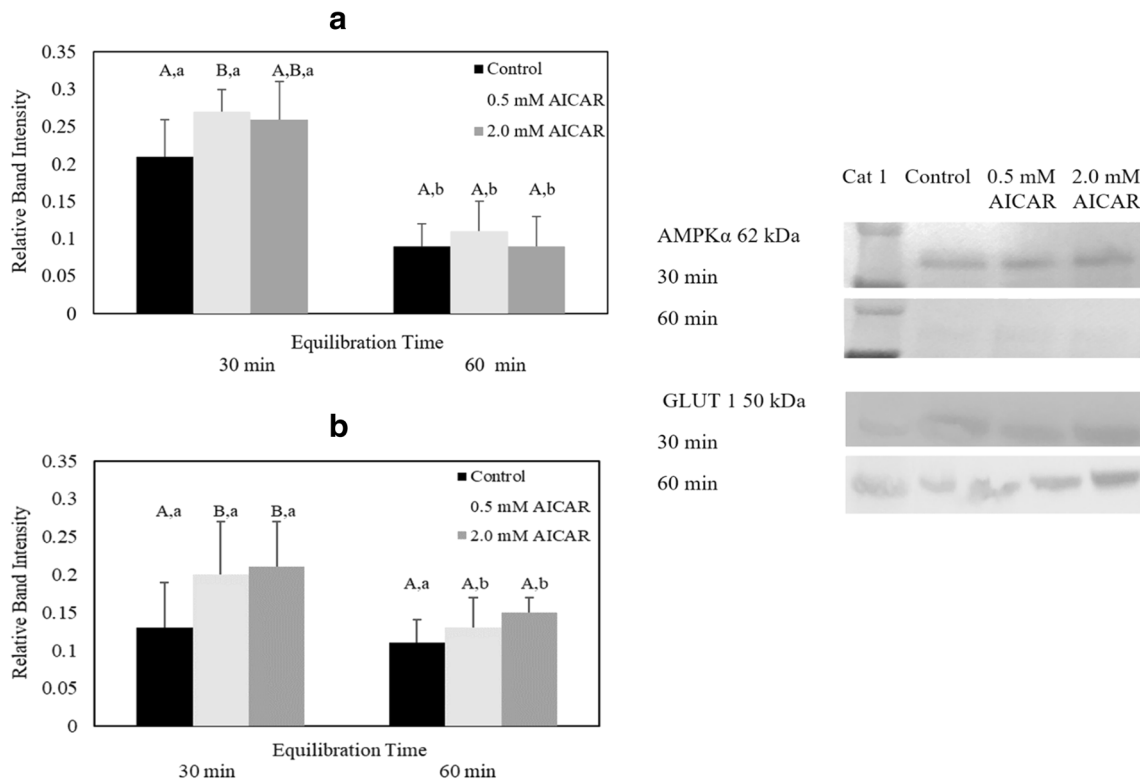 a
0.35
0.3
0.25
0.2
0.15
0.1
0.05
0
Relative Band Intensity
A,a B,a A,B,a
A,b A,b A,b
Control
0.5 mM AICAR
2.0 mM AICAR
Equilibration Time
30 min 60 min
b
0.35
0.3
0.25
0.2
0.15
0.1
0.05
0
Relative Band Intensity
A,a B,a B,a
A,a A,b A,b
Control
0.5 mM AICAR
2.0 mM AICAR
Equilibration Time
30 min 60 min
Cat 1 Control 0.5 mM 2.0 mM
AICAR AICAR
AMPKα 62 kDa
30 min
60 min
GLUT 1 50 kDa
30 min
60 min